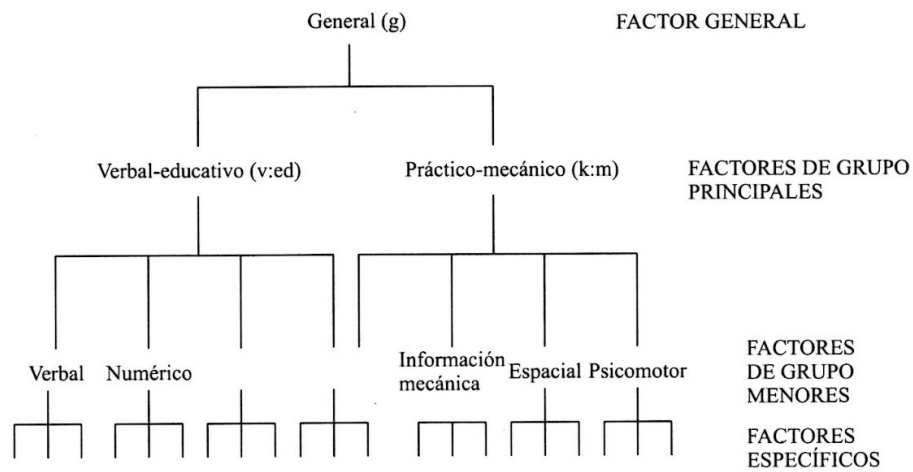 General (g)
FACTOR GENERAL
Verbal-educativo (v:ed)
Práctico-mecánico (k:m)
FACTORES DE GRUPO
PRINCIPALES
Verbal
Numérico
Información
mecánica
Espacial
Psicomotor
FACTORES
DE GRUPO
MENORES
FACTORES
ESPECÍFICOS